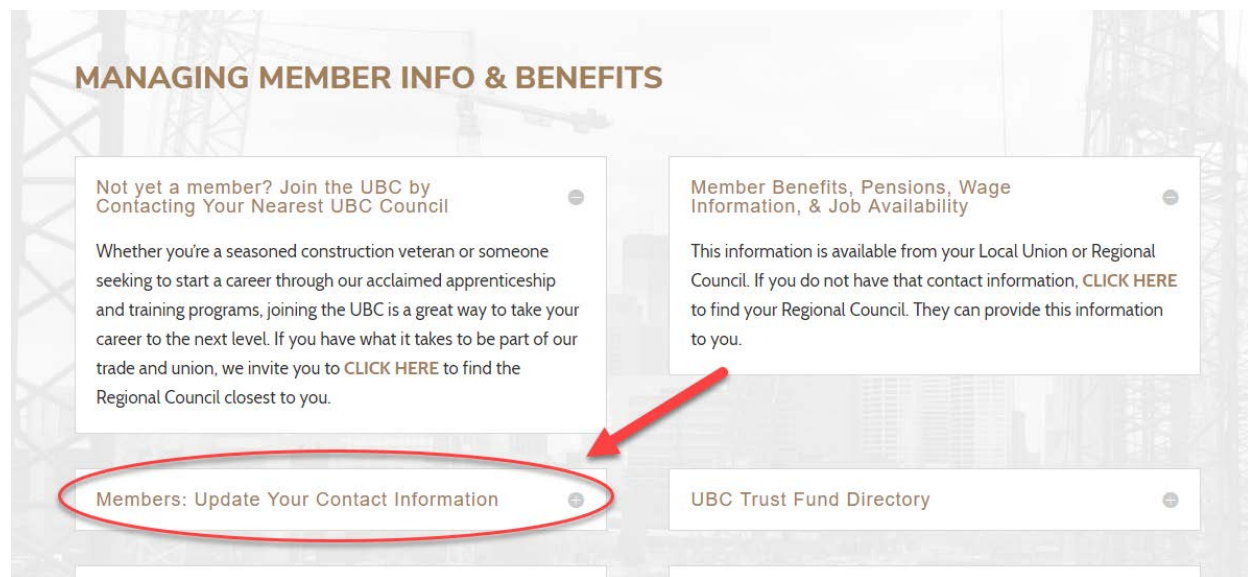 MANAGING MEMBER INFO & BENEFITS
Not yet a member? Join the UBC by
Contacting Your Nearest UBC Council
Whether you're a seasoned construction veteran or someone
seeking to start a career through our acclaimed apprenticeship
and training programs, joining the UBC is a great way to take your
career to the next level. If you have what it takes to be part of our
trade and union, we invite you to CLICK HERE to find the
Regional Council closest to you.
Member Benefits, Pensions, Wage
Information, & Job Availability
This information is available from your Local Union or Regional
Council. If you do not have that contact information, CLICK HERE
to find your Regional Council. They can provide this information
to you.
Members: Update Your Contact Information
UBC Trust Fund Directory